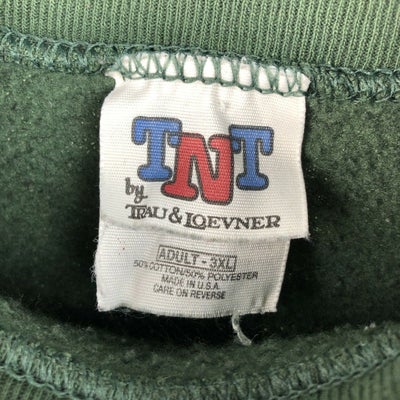 TNT
by
TRAU & LOEVNER
ADULT - 3XL
50% COTTON/50% POLYESTER
MADE IN U.S.A.
CARE ON REVERSE